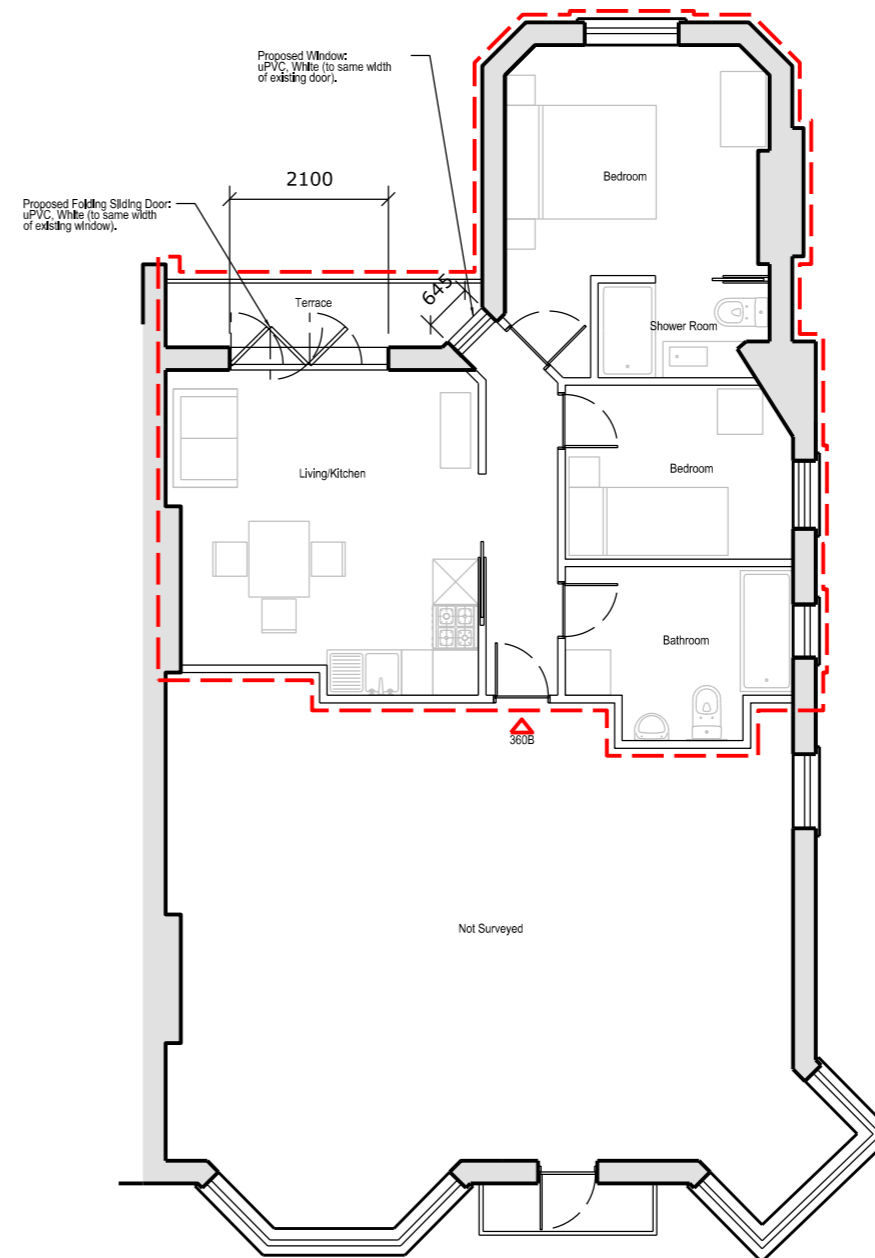 Proposed Window:
uPVC, White (to same width
of existing door).
2100
Proposed Folding Sliding Door:
uPVC, White (to same width
of existing window).
Bedroom
645
Terrace
Shower Room
Living/Kitchen
Bedroom
Bathroom
360B
Not Surveyed